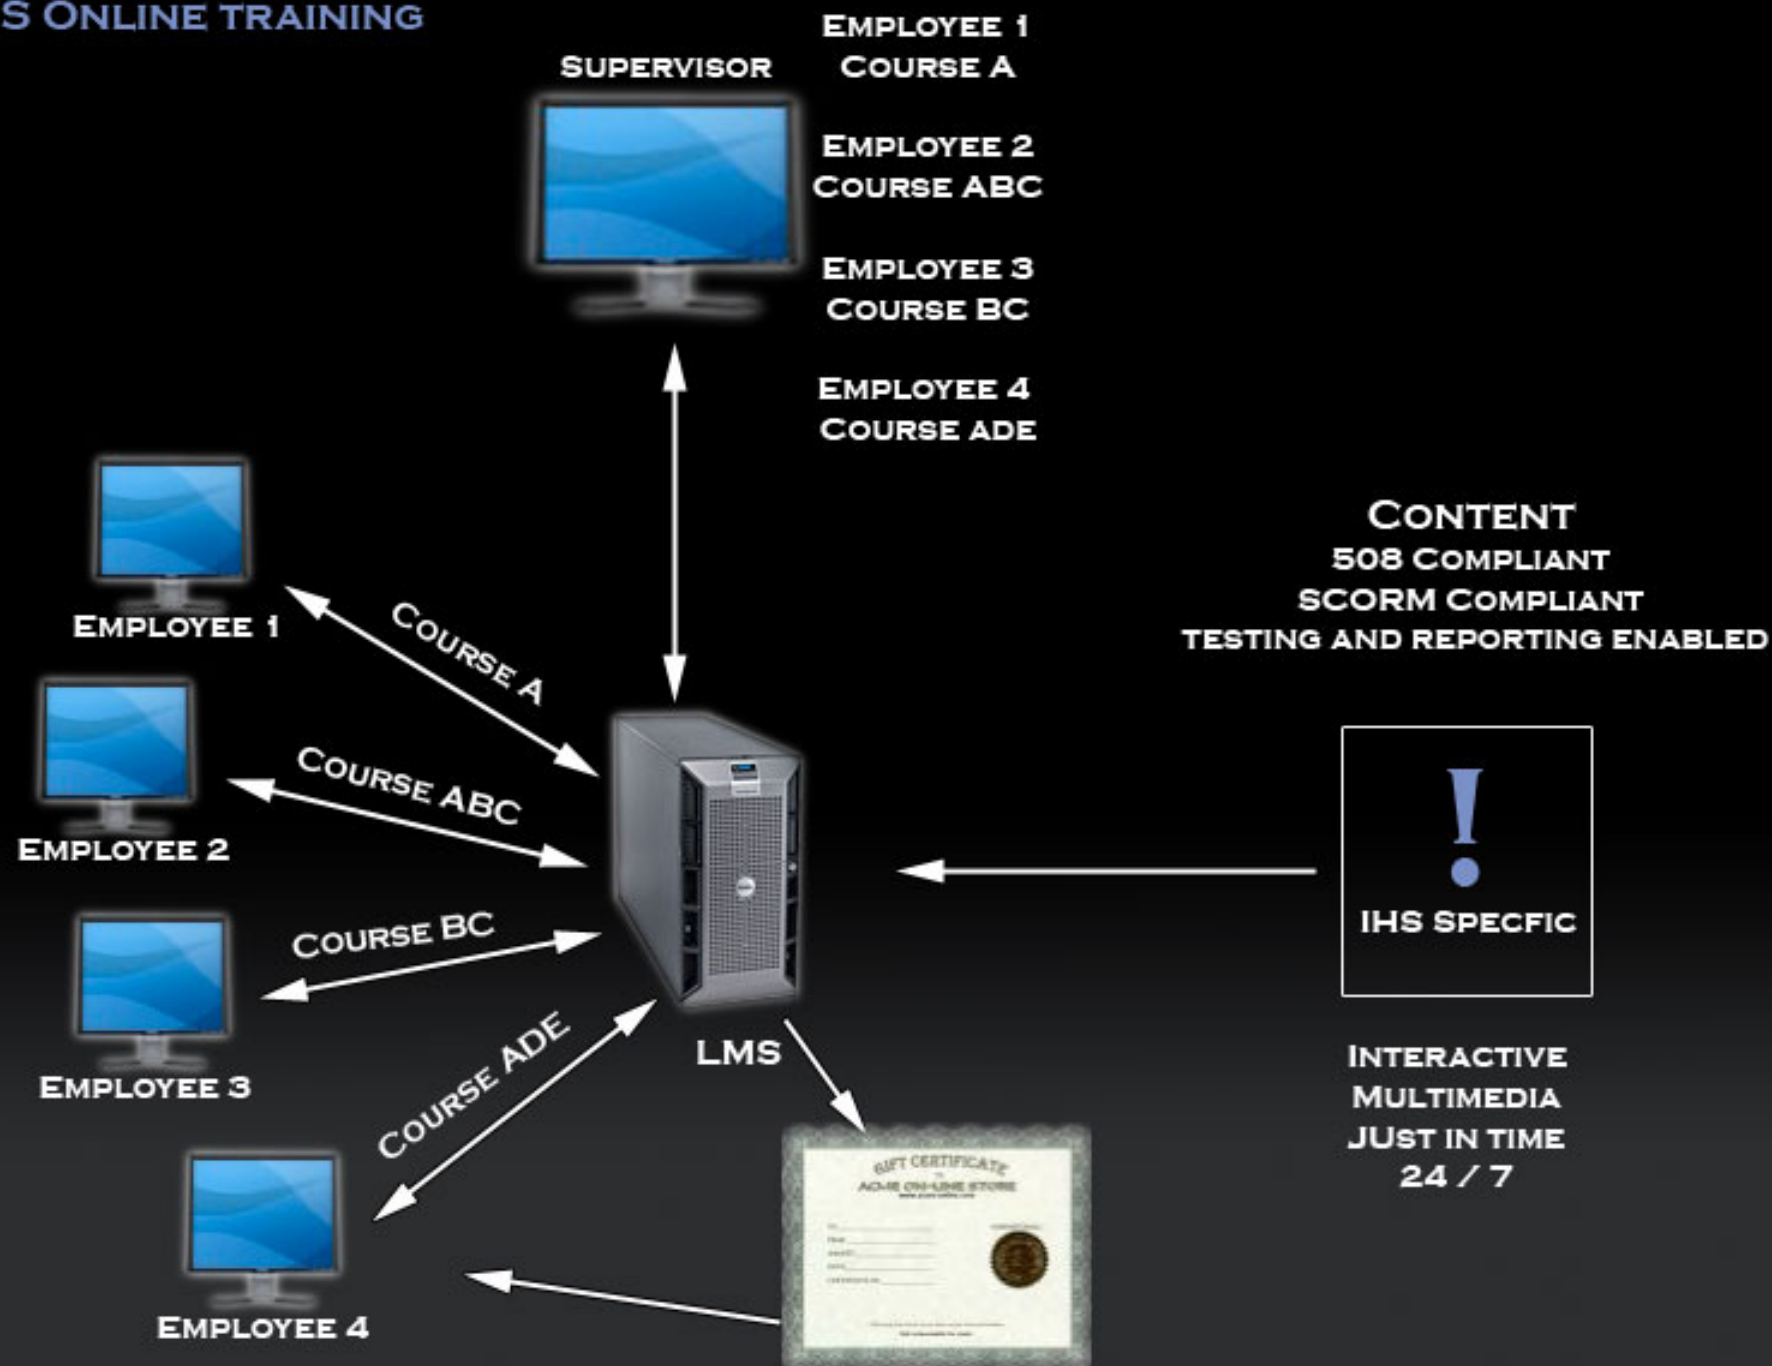 S Online training
Supervisor
Employee 1
Course A
Employee 2
Course ABC
Employee 3
Course BC
Employee 4
Course ade
Employee 1
Course A
Employee 2
Course ABC
Employee 3
Course BC
Employee 4
Course ADE
LMS
Content
508 Compliant
SCORM Compliant
testing and reporting enabled
!
IHS Specfic
Interactive
Multimedia
JUst in time
24 / 7
GIFT CERTIFICATE
ACME ON-LINE STORE